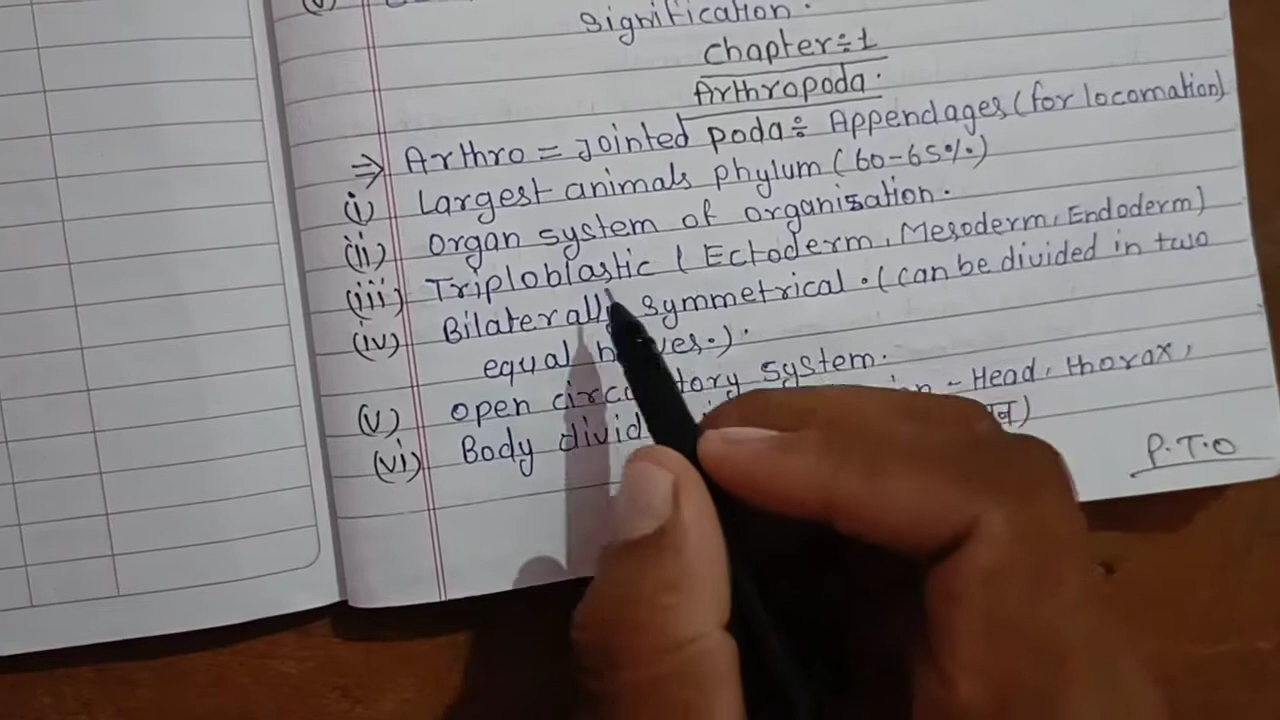 (v)
Signification.
Chapter÷1
Arthropoda.
⇒ Arthro = Jointed poda÷ Appendages (for locomation)
(i) Largest animals phylum (60-65%)
(ii) organ system of organisation.
(iii) Triploblastic (Ectoderm, Mesoderm, Endoderm)
(iv) Bilaterally symmetrical. (can be divided in two
equal .).
(v) open system.
(vi) Body - Head, thorax,
P.T.O